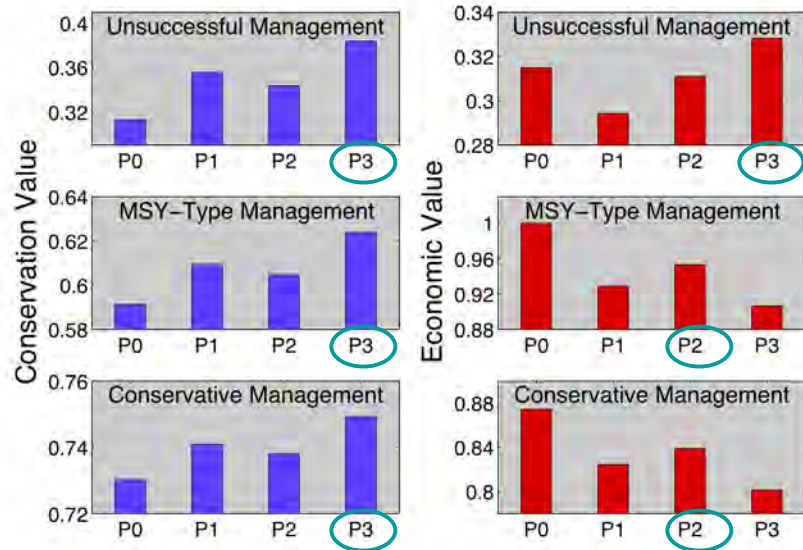 Conservation Value
Unsuccessful Management
0.4
0.36
0.32
P0 P1 P2 P3
MSY-Type Management
0.64
0.62
0.6
0.58
P0 P1 P2 P3
Conservative Management
0.76
0.74
0.72
P0 P1 P2 P3
Economic Value
Unsuccessful Management
0.34
0.3
0.28
P0 P1 P2 P3
MSY-Type Management
1
0.96
0.92
0.88
P0 P1 P2 P3
Conservative Management
0.88
0.84
0.8
P0 P1 P2 P3